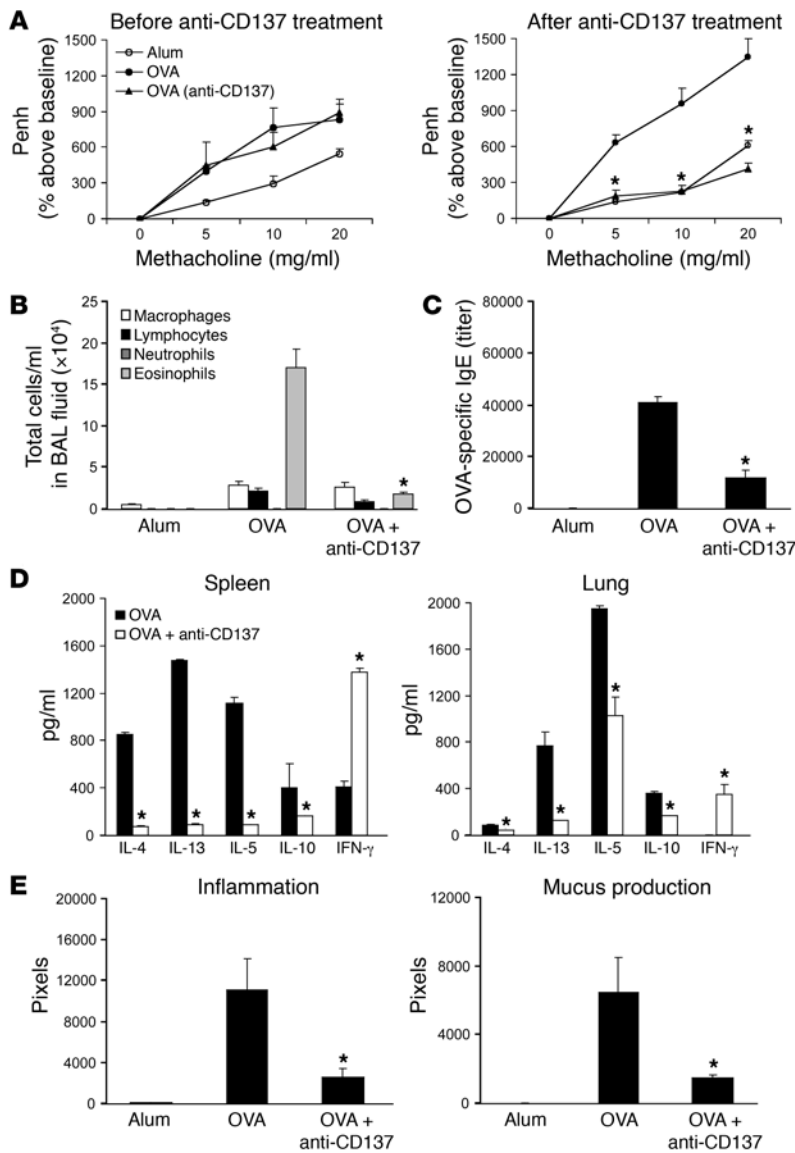 A
Before anti-CD137 treatment
Penh
(% above baseline)
1500
1200
900
600
300
0
Alum
OVA
OVA (anti-CD137)
0 5 10 20
Methacholine (mg/ml)
After anti-CD137 treatment
Penh
(% above baseline)
1500
1200
900
600
300
0
* * *
0 5 10 20
Methacholine (mg/ml)
B
Total cells/ml
in BAL fluid (×10⁴)
25
20
15
10
5
0
Macrophages
Lymphocytes
Neutrophils
Eosinophils
*
Alum OVA OVA +
anti-CD137
C
OVA-specific IgE (titer)
80000
60000
40000
20000
0
*
Alum OVA OVA +
anti-CD137
D
Spleen
pg/ml
2000
1600
1200
800
400
0
OVA
OVA + anti-CD137
* * * * *
IL-4 IL-13 IL-5 IL-10 IFN-γ
Lung
pg/ml
2000
1600
1200
800
400
0
* * * * *
IL-4 IL-13 IL-5 IL-10 IFN-γ
E
Inflammation
Pixels
20000
16000
12000
8000
4000
0
*
Alum OVA OVA +
anti-CD137
Mucus production
Pixels
12000
8000
4000
0
*
Alum OVA OVA +
anti-CD137